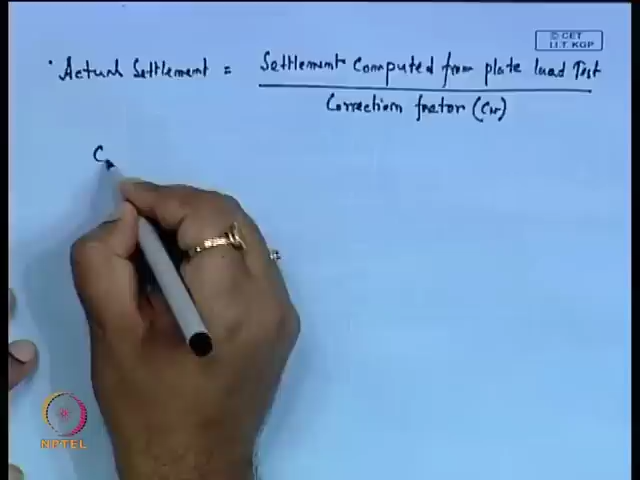 © CET
I.I.T. KGP
Actual Settlement = Settlement Computed from plate load Test
Correction factor (Cw)
C
NPTEL